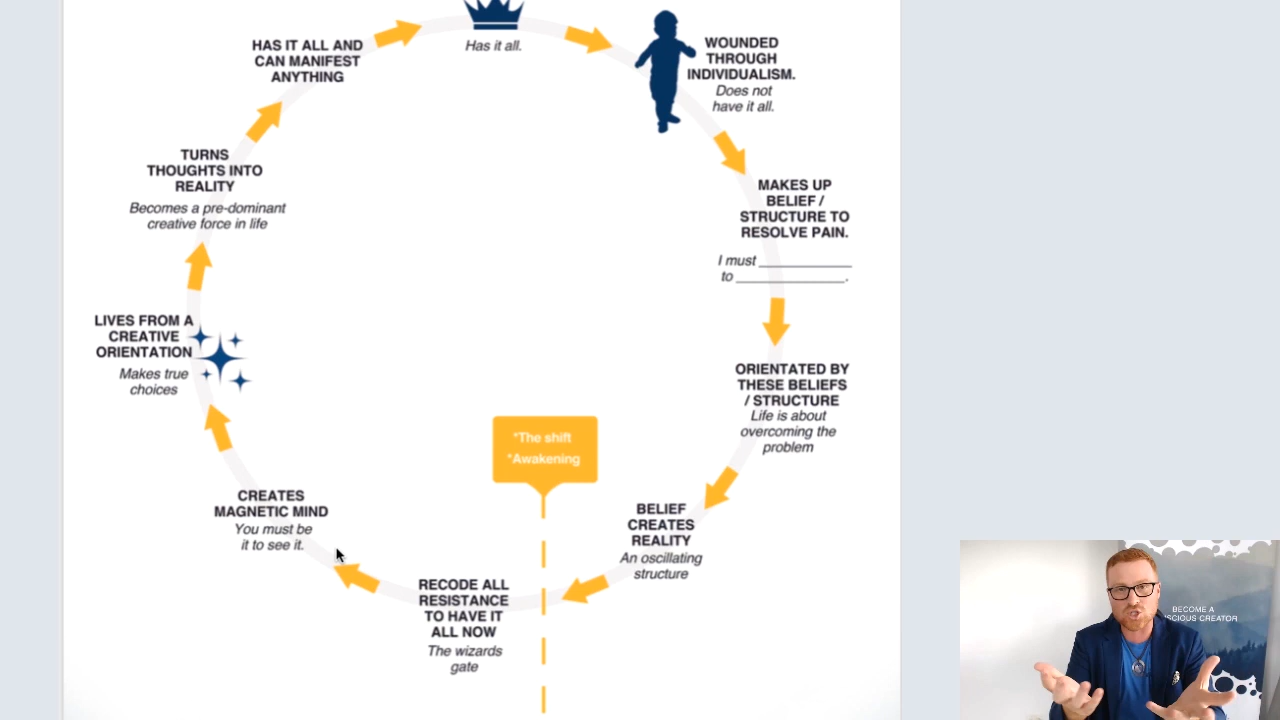 Has it all.
WOUNDED
THROUGH
INDIVIDUALISM.
Does not
have it all.
MAKES UP
BELIEF /
STRUCTURE TO
RESOLVE PAIN.
I must ____________
to ______________.
ORIENTATED BY
THESE BELIEFS
/ STRUCTURE
Life is about
overcoming the
problem
BELIEF
CREATES
REALITY
An oscillating
structure
*The shift
*Awakening
RECODE ALL
RESISTANCE
TO HAVE IT
ALL NOW
The wizards
gate
CREATES
MAGNETIC MIND
You must be
it to see it.
LIVES FROM A
CREATIVE
ORIENTATION
Makes true
choices
TURNS
THOUGHTS INTO
REALITY
Becomes a pre-dominant
creative force in life
HAS IT ALL AND
CAN MANIFEST
ANYTHING
BECOME A
SCIOUS CREATOR